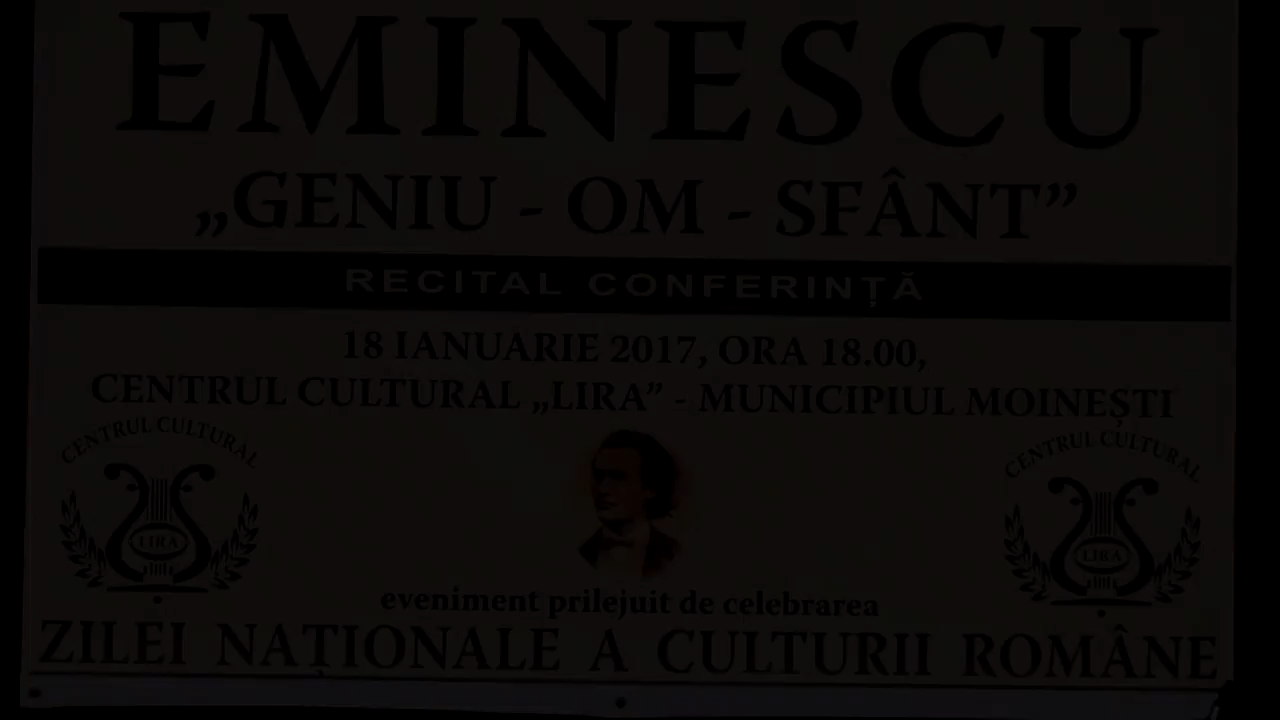 EMINESCU
„GENIU - OM - SFÂNT”
RECITAL CONFERINȚĂ
18 IANUARIE 2017, ORA 18.00,
CENTRUL CULTURAL „LIRA” - MUNICIPIUL MOINEȘTI
CENTRUL CULTURAL
LIRA
CENTRUL CULTURAL
LIRA
eveniment prilejuit de celebrarea
ZILEI NAȚIONALE A CULTURII ROMÂNE